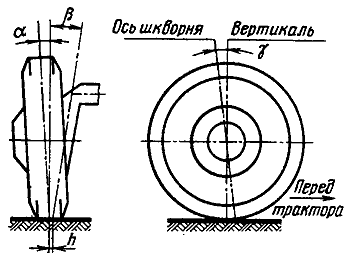 α β
Ось шкворня Вертикаль
γ
Перед
трактора
h